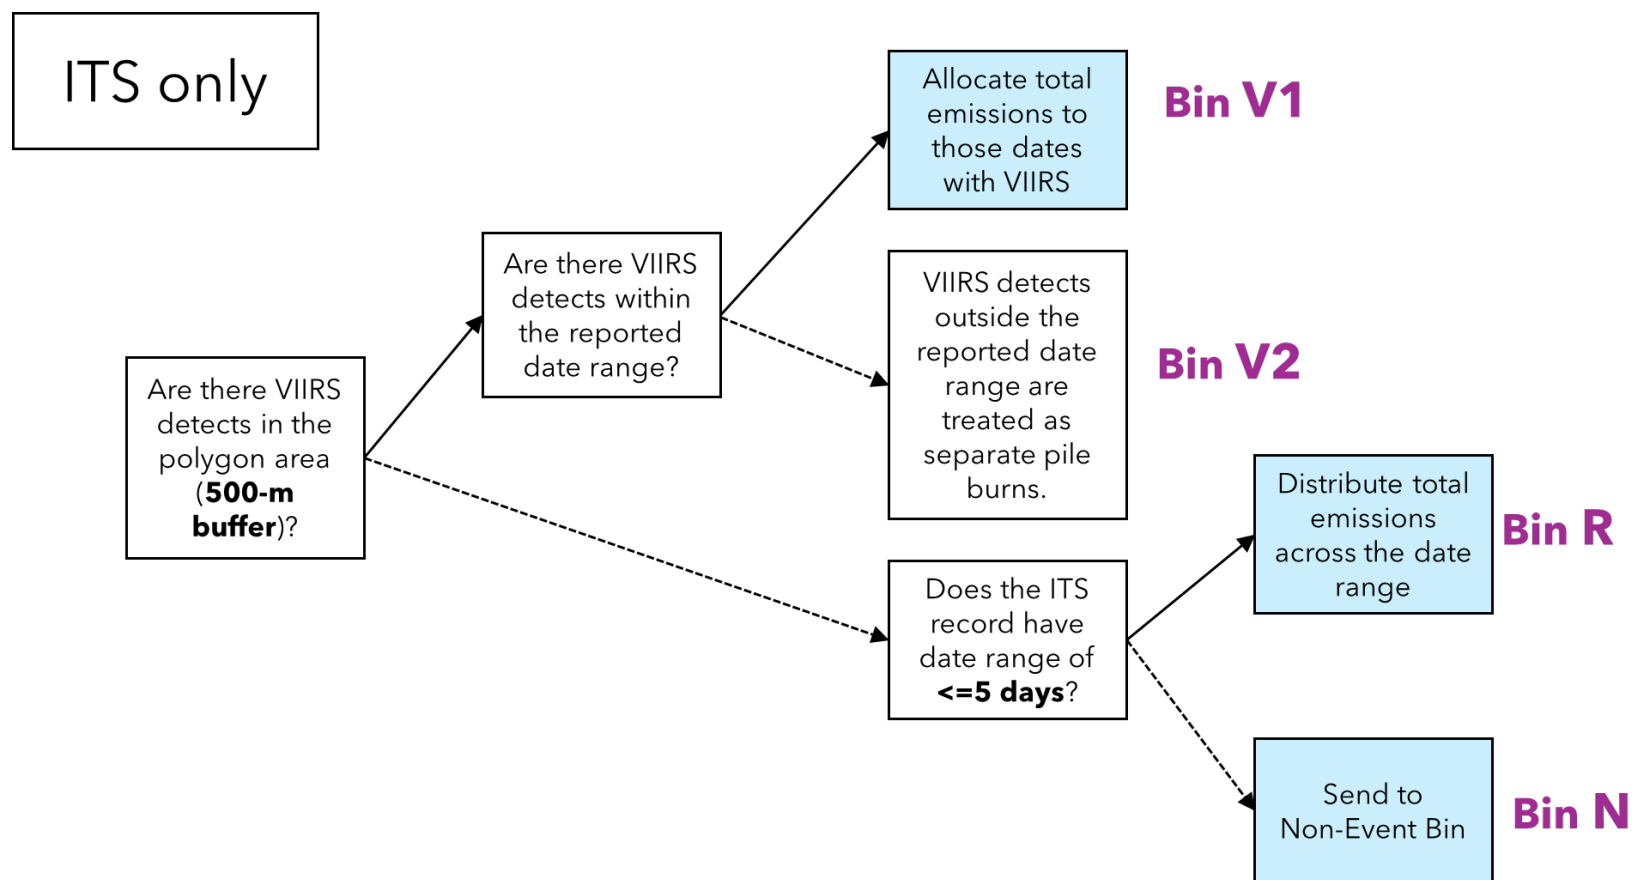 ITS only
Allocate total
emissions to
those dates
with VIIRS
Bin V1
Are there VIIRS
detects within
the reported
date range?
VIIRS detects
outside the
reported date
range are
treated as
separate pile
burns.
Bin V2
Are there VIIRS
detects in the
polygon area
(500-m
buffer)?
Distribute total
emissions
across the date
range
Bin R
Does the ITS
record have
date range of
<=5 days?
Send to
Non-Event Bin
Bin N